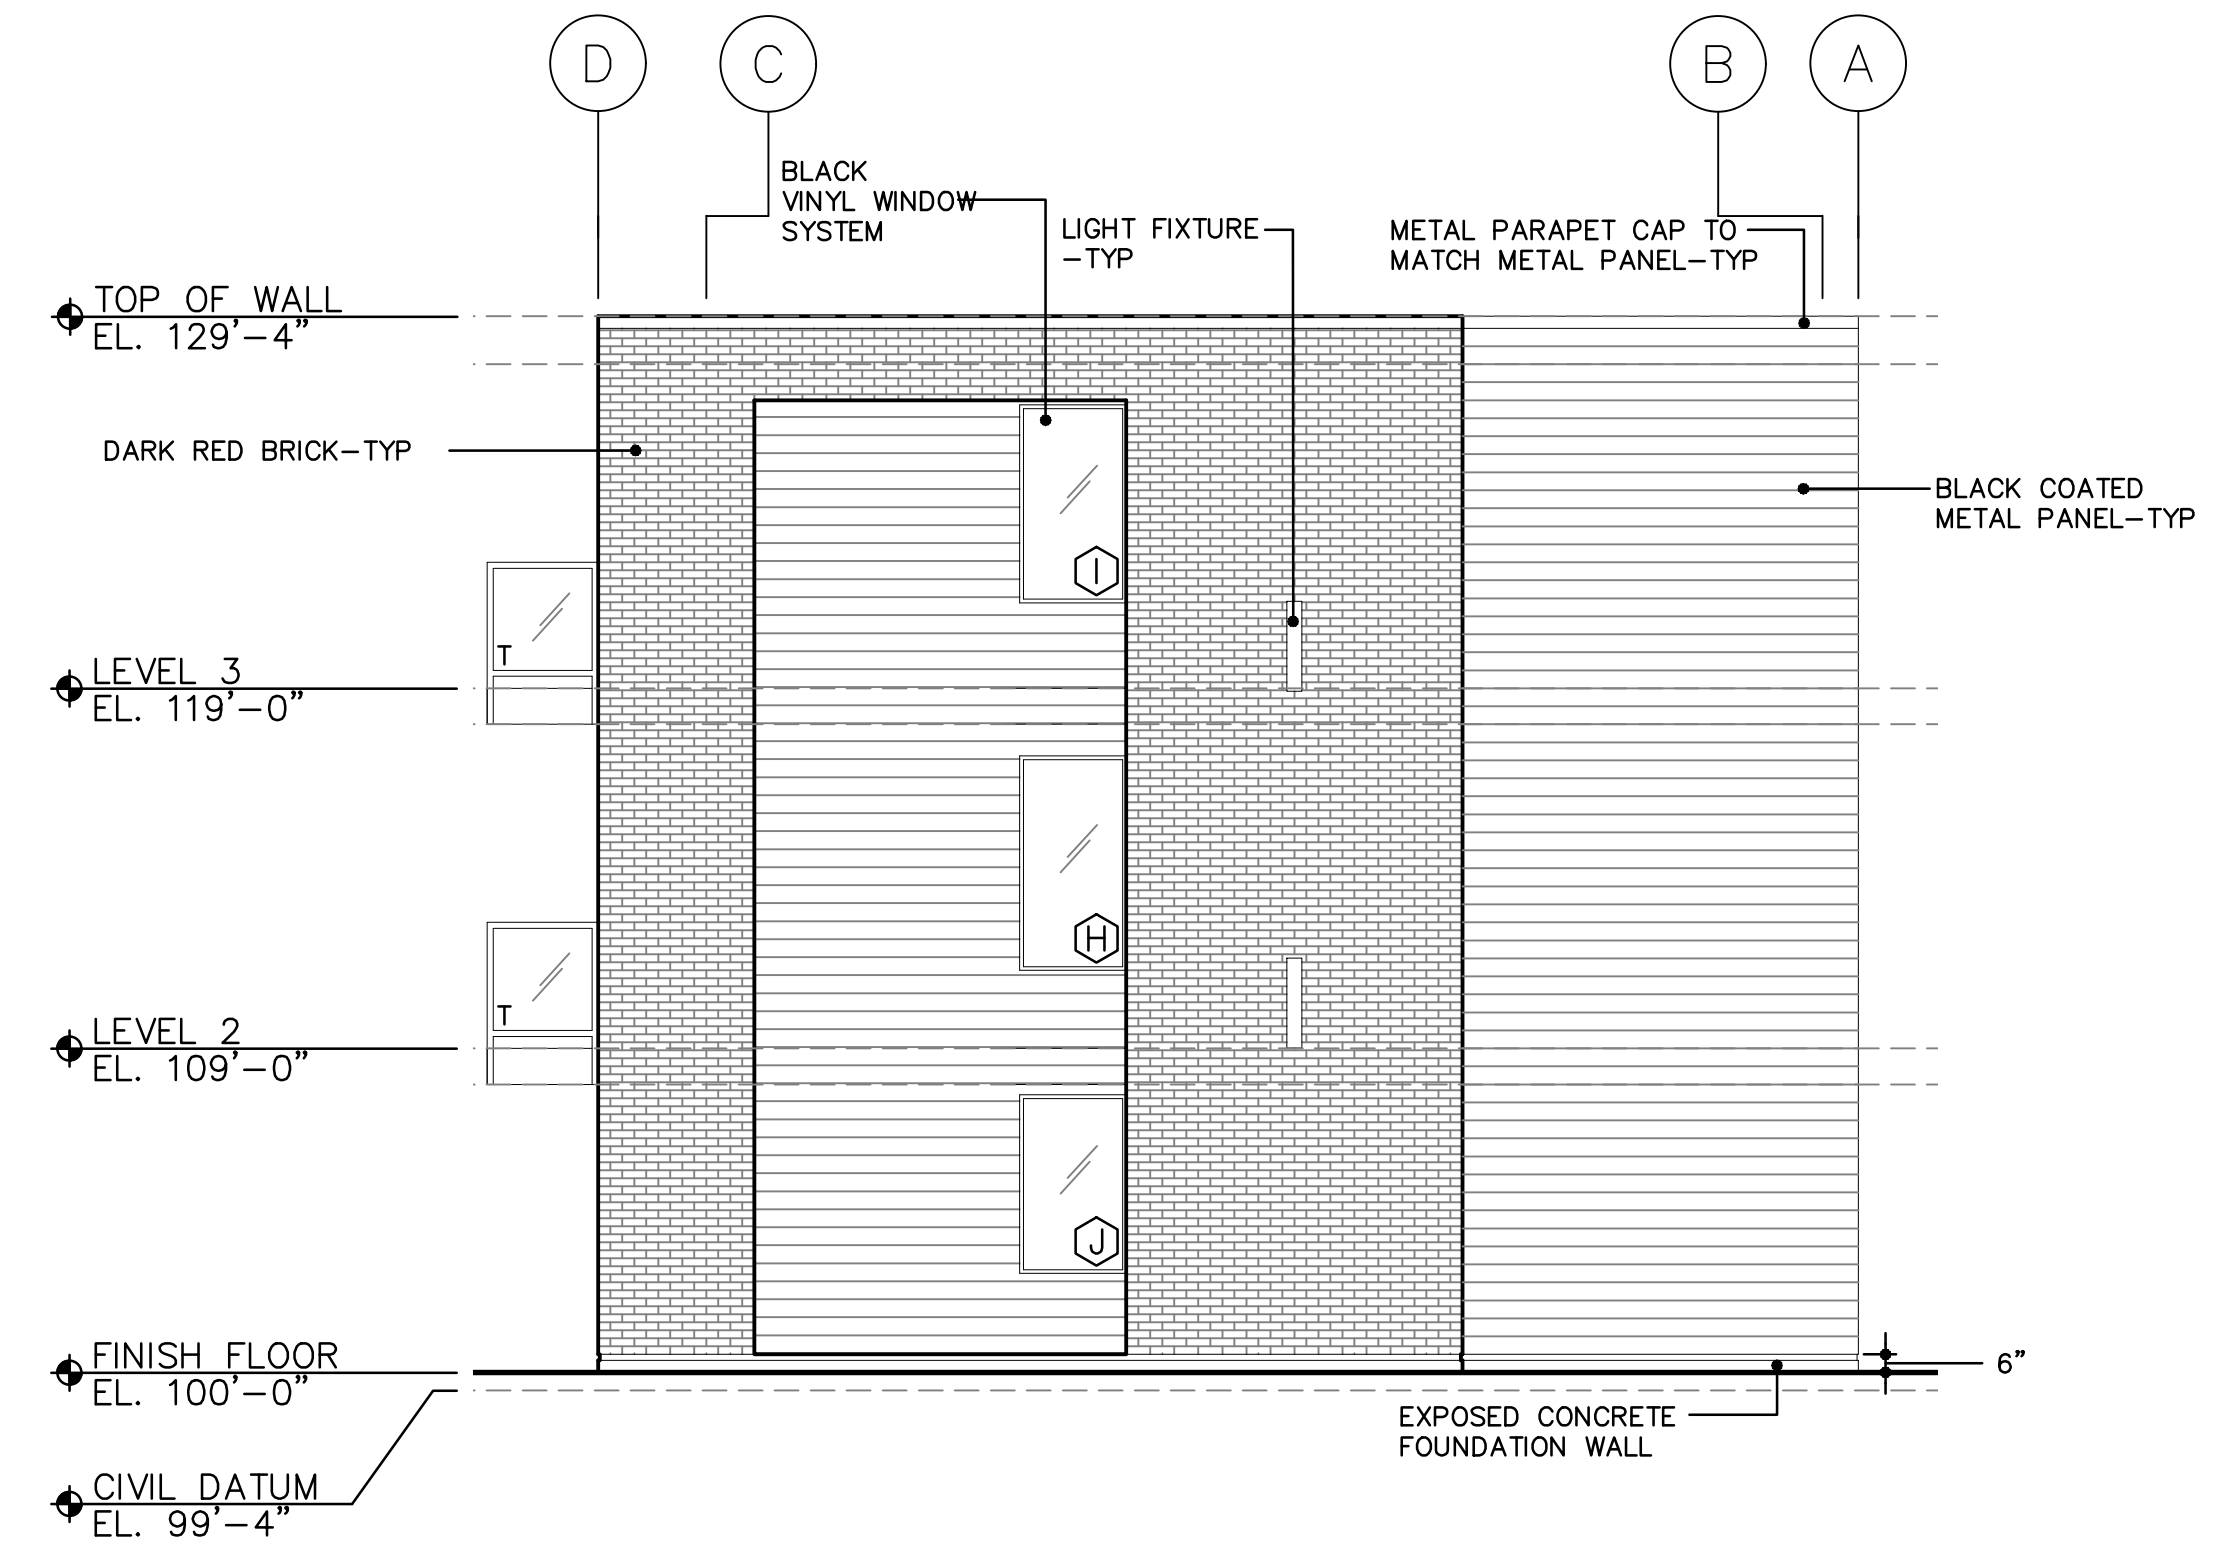 D
C
B
A
BLACK
VINYL WINDOW
SYSTEM
LIGHT FIXTURE
-TYP
METAL PARAPET CAP TO
MATCH METAL PANEL-TYP
TOP OF WALL
EL. 129'-4"
DARK RED BRICK-TYP
BLACK COATED
METAL PANEL-TYP
I
T
LEVEL 3
EL. 119'-0"
H
T
LEVEL 2
EL. 109'-0"
J
FINISH FLOOR
EL. 100'-0"
6"
EXPOSED CONCRETE
FOUNDATION WALL
CIVIL DATUM
EL. 99'-4"